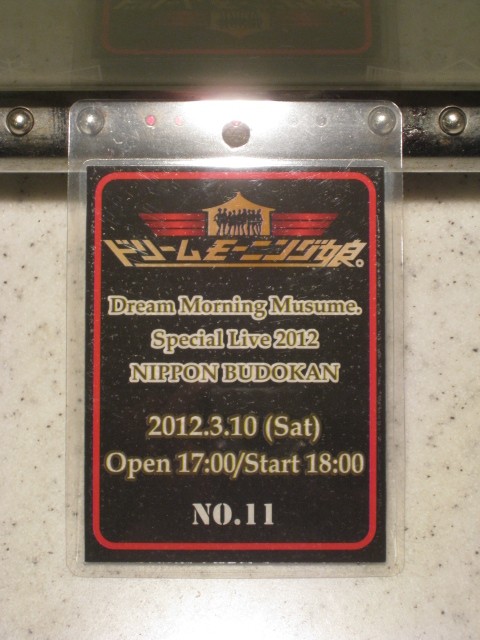 ドリームモーニング娘。
Dream Morning Musume.
Special Live 2012
NIPPON BUDOKAN
2012.3.10 (Sat)
Open 17:00/Start 18:00
NO.11